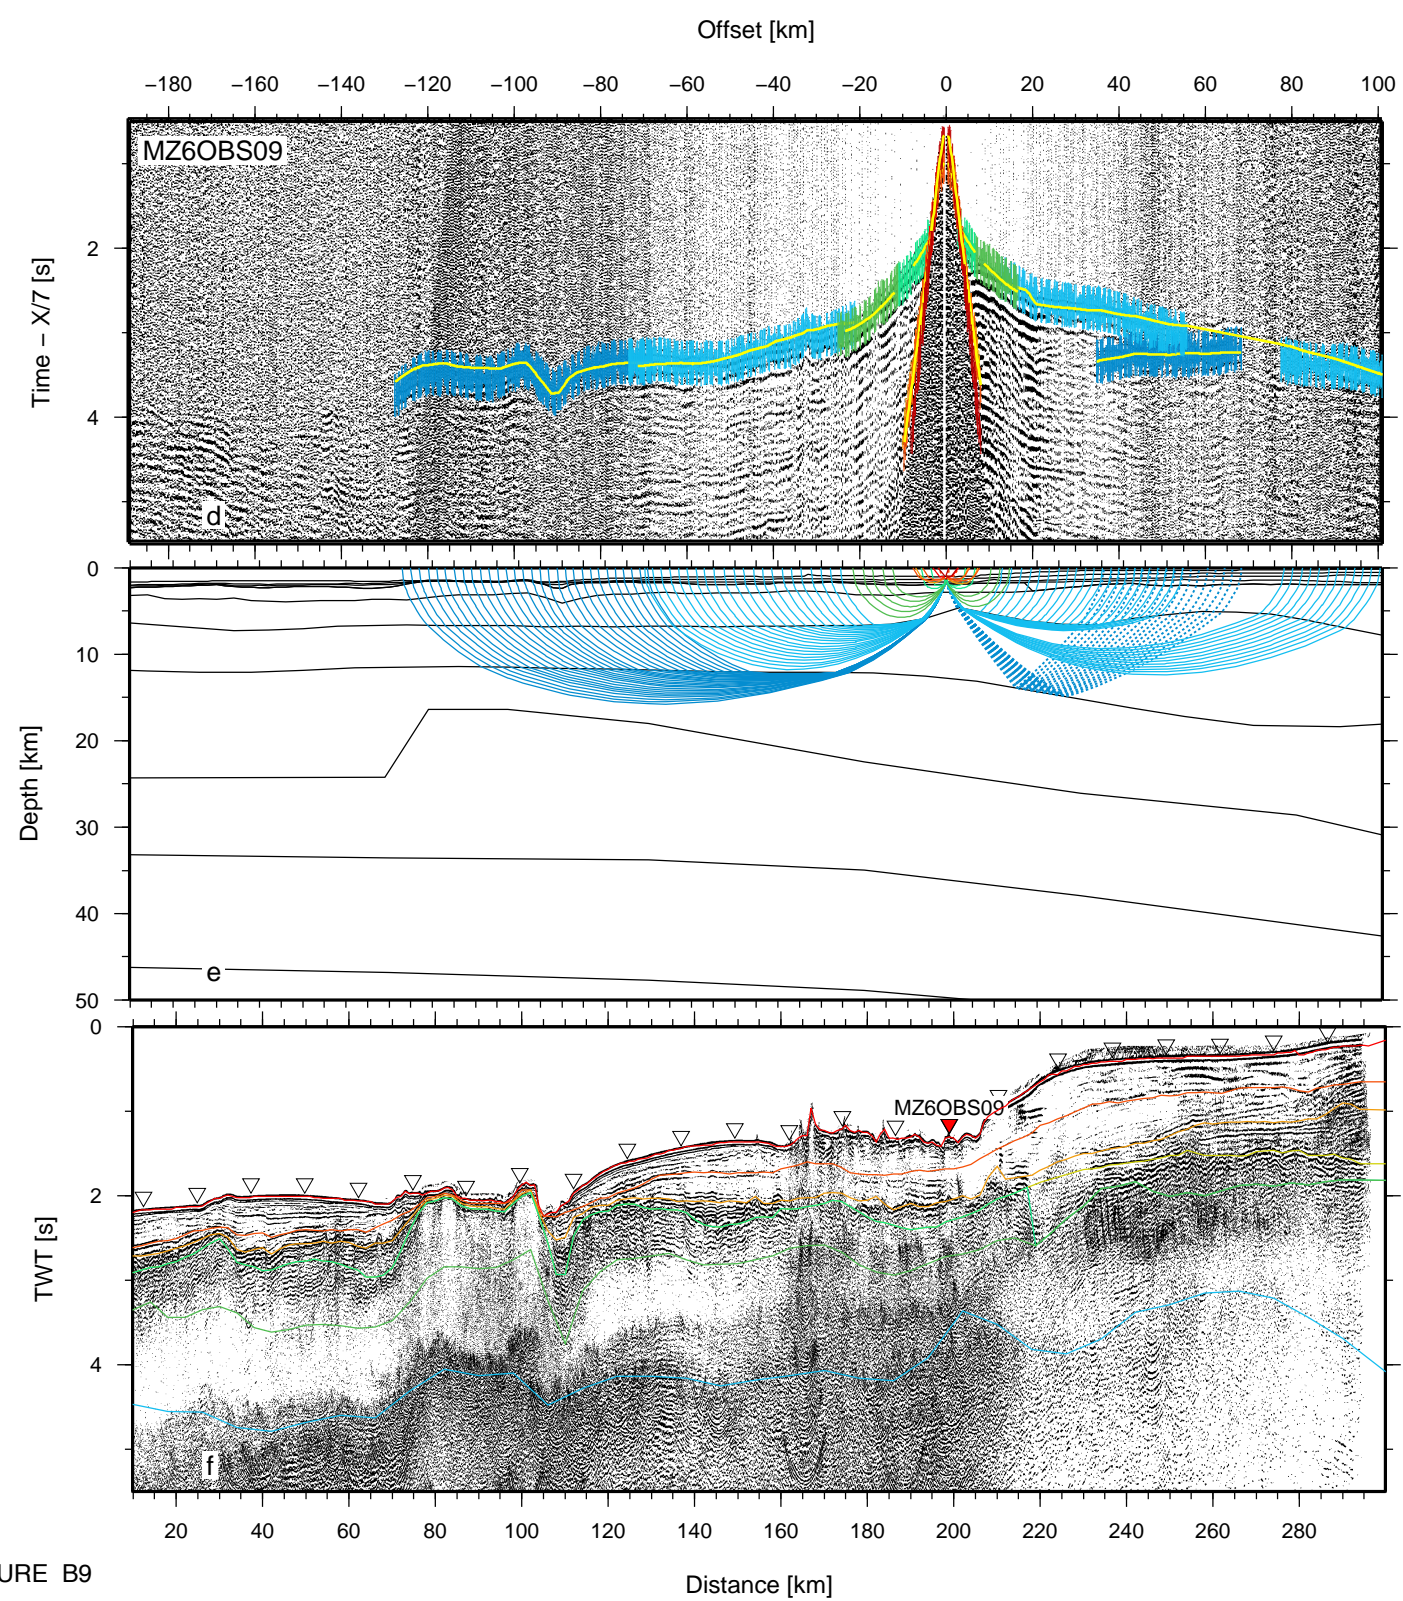 Offset [km]
−180 −160 −140 −120 −100 −80 −60 −40 −20 0 20 40 60 80 100
MZ6OBS09
2
4
Time − X/7 [s]
d
0
10
20
30
40
50
Depth [km]
e
0
2
4
TWT [s]
MZ6OBS09
f
20 40 60 80 100 120 140 160 180 200 220 240 260 280
URE B9
Distance [km]